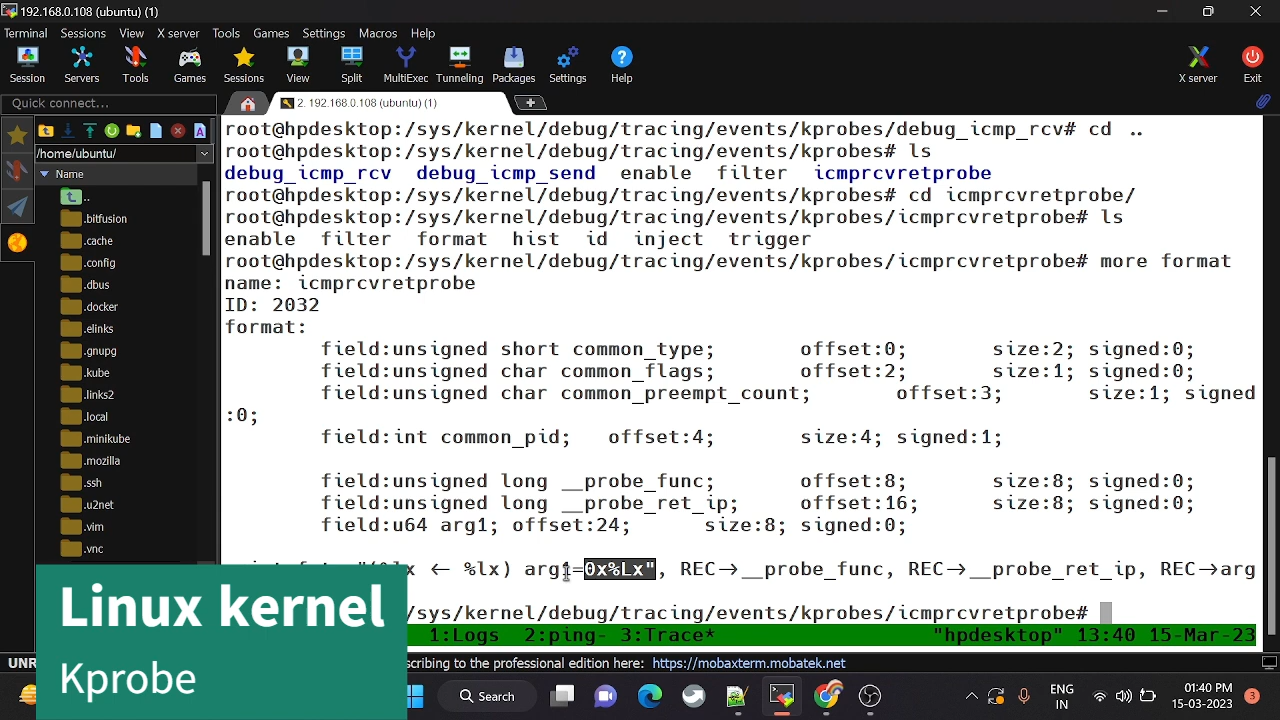 192.168.0.108 (ubuntu) (1)
Terminal Sessions View X server Tools Games Settings Macros Help
Session Servers Tools Games Sessions View Split MultiExec Tunneling Packages Settings Help X server Exit
Quick connect...
2. 192.168.0.108 (ubuntu) (1)
/home/ubuntu/
Name
..
.bitfusion
.cache
.config
.dbus
.docker
.elinks
.gnupg
.kube
.links2
.local
.minikube
.mozilla
.ssh
.u2net
.vim
.vnc
root@hpdesktop:/sys/kernel/debug/tracing/events/kprobes/debug_icmp_rcv# cd ..
root@hpdesktop:/sys/kernel/debug/tracing/events/kprobes# ls
debug_icmp_rcv debug_icmp_send enable filter icmprcvretprobe
root@hpdesktop:/sys/kernel/debug/tracing/events/kprobes# cd icmprcvretprobe/
root@hpdesktop:/sys/kernel/debug/tracing/events/kprobes/icmprcvretprobe# ls
enable filter format hist id inject trigger
root@hpdesktop:/sys/kernel/debug/tracing/events/kprobes/icmprcvretprobe# more format
name: icmprcvretprobe
ID: 2032
format:
field:unsigned short common_type; offset:0; size:2; signed:0;
field:unsigned char common_flags; offset:2; size:1; signed:0;
field:unsigned char common_preempt_count; offset:3; size:1; signed
:0;
field:int common_pid; offset:4; size:4; signed:1;
field:unsigned long __probe_func; offset:8; size:8; signed:0;
field:unsigned long __probe_ret_ip; offset:16; size:8; signed:0;
field:u64 arg1; offset:24; size:8; signed:0;
<- %lx) arg1=0x%Lx", REC->__probe_func, REC->__probe_ret_ip, REC->arg
/sys/kernel/debug/tracing/events/kprobes/icmprcvretprobe#
1:Logs 2:ping- 3:Trace* "hpdesktop" 13:40 15-Mar-23
UNR scribing to the professional edition here: https://mobaxterm.mobatek.net
Linux kernel
Kprobe
Search
ENG
IN
01:40 PM
15-03-2023
3